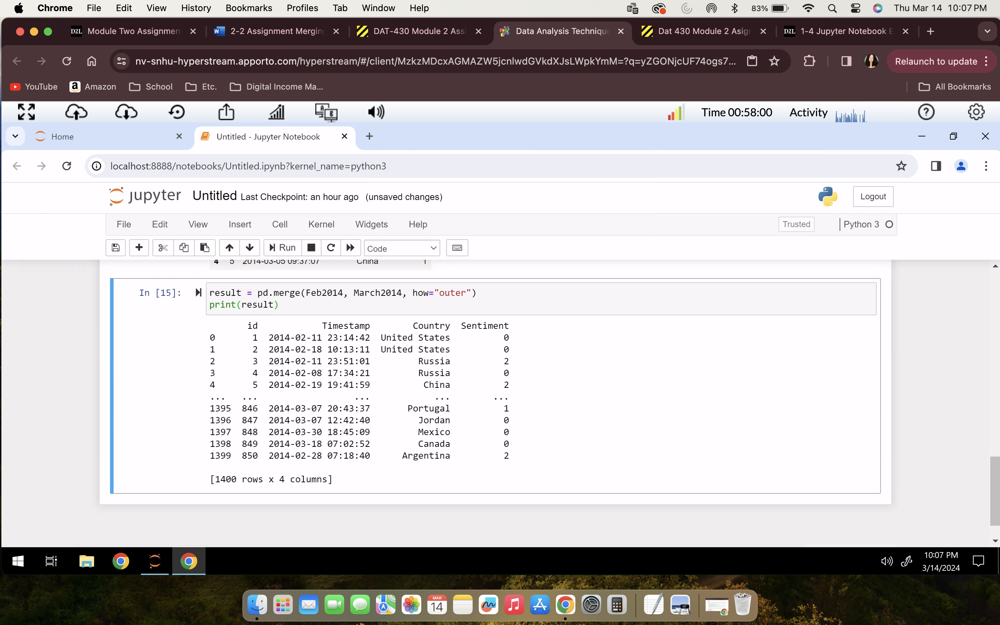 Chrome File Edit View History Bookmarks Profiles Tab Window Help 83% Thu Mar 14 10:07 PM
D2L Module Two Assignmen W 2-2 Assignment Merging DAT-430 Module 2 Assi Data Analysis Technique Dat 430 Module 2 Asign D2L 1-4 Jupyter Notebook E
nv-snhu-hyperstream.apporto.com/hyperstream/#/client/MzkzMDcxAGMAZW5jcnlwdGVkdXJsLWpkYmM=?q=yZGONjcUF74ogs7... Relaunch to update
YouTube a Amazon School Etc. Digital Income Ma... All Bookmarks
A B Time 00:58:00 Activity ?
Home Untitled - Jupyter Notebook
localhost:8888/notebooks/Untitled.ipynb?kernel_name=python3
jupyter Untitled Last Checkpoint: an hour ago (unsaved changes) Logout
File Edit View Insert Cell Kernel Widgets Help Trusted Python 3
Run Code
4 5 2014-03-05 09:37:07 China 1
In [15]: result = pd.merge(Feb2014, March2014, how="outer")
print(result)
id Timestamp Country Sentiment
0 1 2014-02-11 23:14:42 United States 0
1 2 2014-02-18 10:13:11 United States 0
2 3 2014-02-11 23:51:01 Russia 2
3 4 2014-02-08 17:34:21 Russia 0
4 5 2014-02-19 19:41:59 China 2
... ... ... ... ...
1395 846 2014-03-07 20:43:37 Portugal 1
1396 847 2014-03-07 12:42:40 Jordan 0
1397 848 2014-03-30 18:45:09 Mexico 0
1398 849 2014-03-18 07:02:52 Canada 0
1399 850 2014-02-28 07:18:40 Argentina 2
[1400 rows x 4 columns]
10:07 PM
3/14/2024
MAR
14